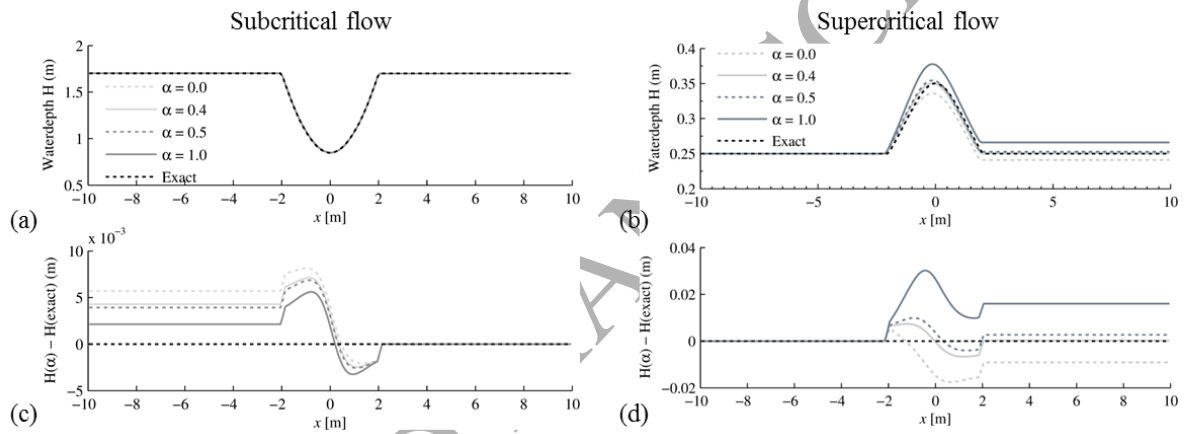 Subcritical flow
Supercritical flow
(a)
Waterdepth H (m)
2
1.5
1
0.5
α = 0.0
α = 0.4
α = 0.5
α = 1.0
Exact
−10 −8 −6 −4 −2 0 2 4 6 8 10
x [m]
(b)
Waterdepth H (m)
0.4
0.35
0.3
0.25
0.2
α = 0.0
α = 0.4
α = 0.5
α = 1.0
Exact
−10 −5 0 5 10
x [m]
(c)
H(α) − H(exact) (m)
x 10⁻³
10
5
0
−5
−10 −8 −6 −4 −2 0 2 4 6 8 10
x [m]
(d)
H(α) − H(exact) (m)
0.04
0.02
0
−0.02
−10 −8 −6 −4 −2 0 2 4 6 8 10
x [m]